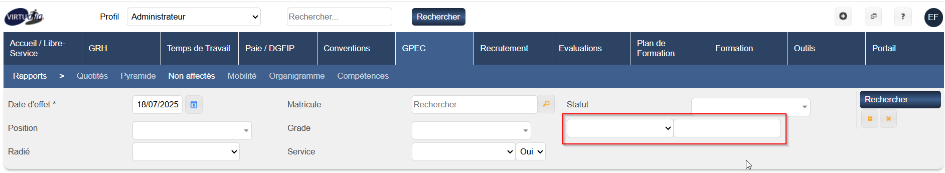 VIRTUALIA Profil Administrateur Rechercher... Rechercher ? EF
Accueil / Libre-Service GRH Temps de Travail Paie / DGFIP Conventions GPEC Recrutement Evaluations Plan de Formation Formation Outils Portail
Rapports > Quotités Pyramide Non affectés Mobilité Organigramme Compétences
Date d'effet * 18/07/2025 Matricule Rechercher Statut Rechercher
Position Grade
Radié Service Oui